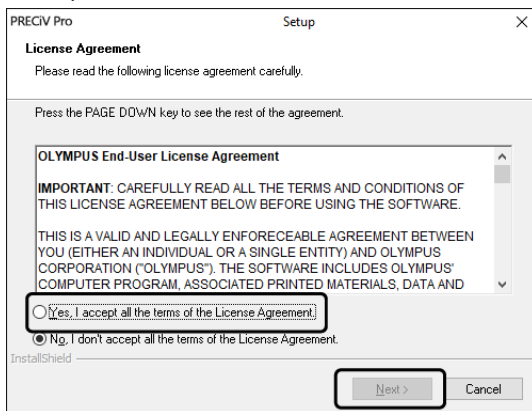 PRECiV Pro Setup
License Agreement
Please read the following license agreement carefully.
Press the PAGE DOWN key to see the rest of the agreement.
OLYMPUS End-User License Agreement
IMPORTANT: CAREFULLY READ ALL THE TERMS AND CONDITIONS OF
THIS LICENSE AGREEMENT BELOW BEFORE USING THE SOFTWARE.
THIS IS A VALID AND LEGALLY ENFORECEABLE AGREEMENT BETWEEN
YOU (EITHER AN INDIVIDUAL OR A SINGLE ENTITY) AND OLYMPUS
CORPORATION ("OLYMPUS"). THE SOFTWARE INCLUDES OLYMPUS'
COMPUTER PROGRAM, ASSOCIATED PRINTED MATERIALS, DATA AND
Yes, I accept all the terms of the License Agreement.
No, I don't accept all the terms of the License Agreement.
InstallShield
Next > Cancel